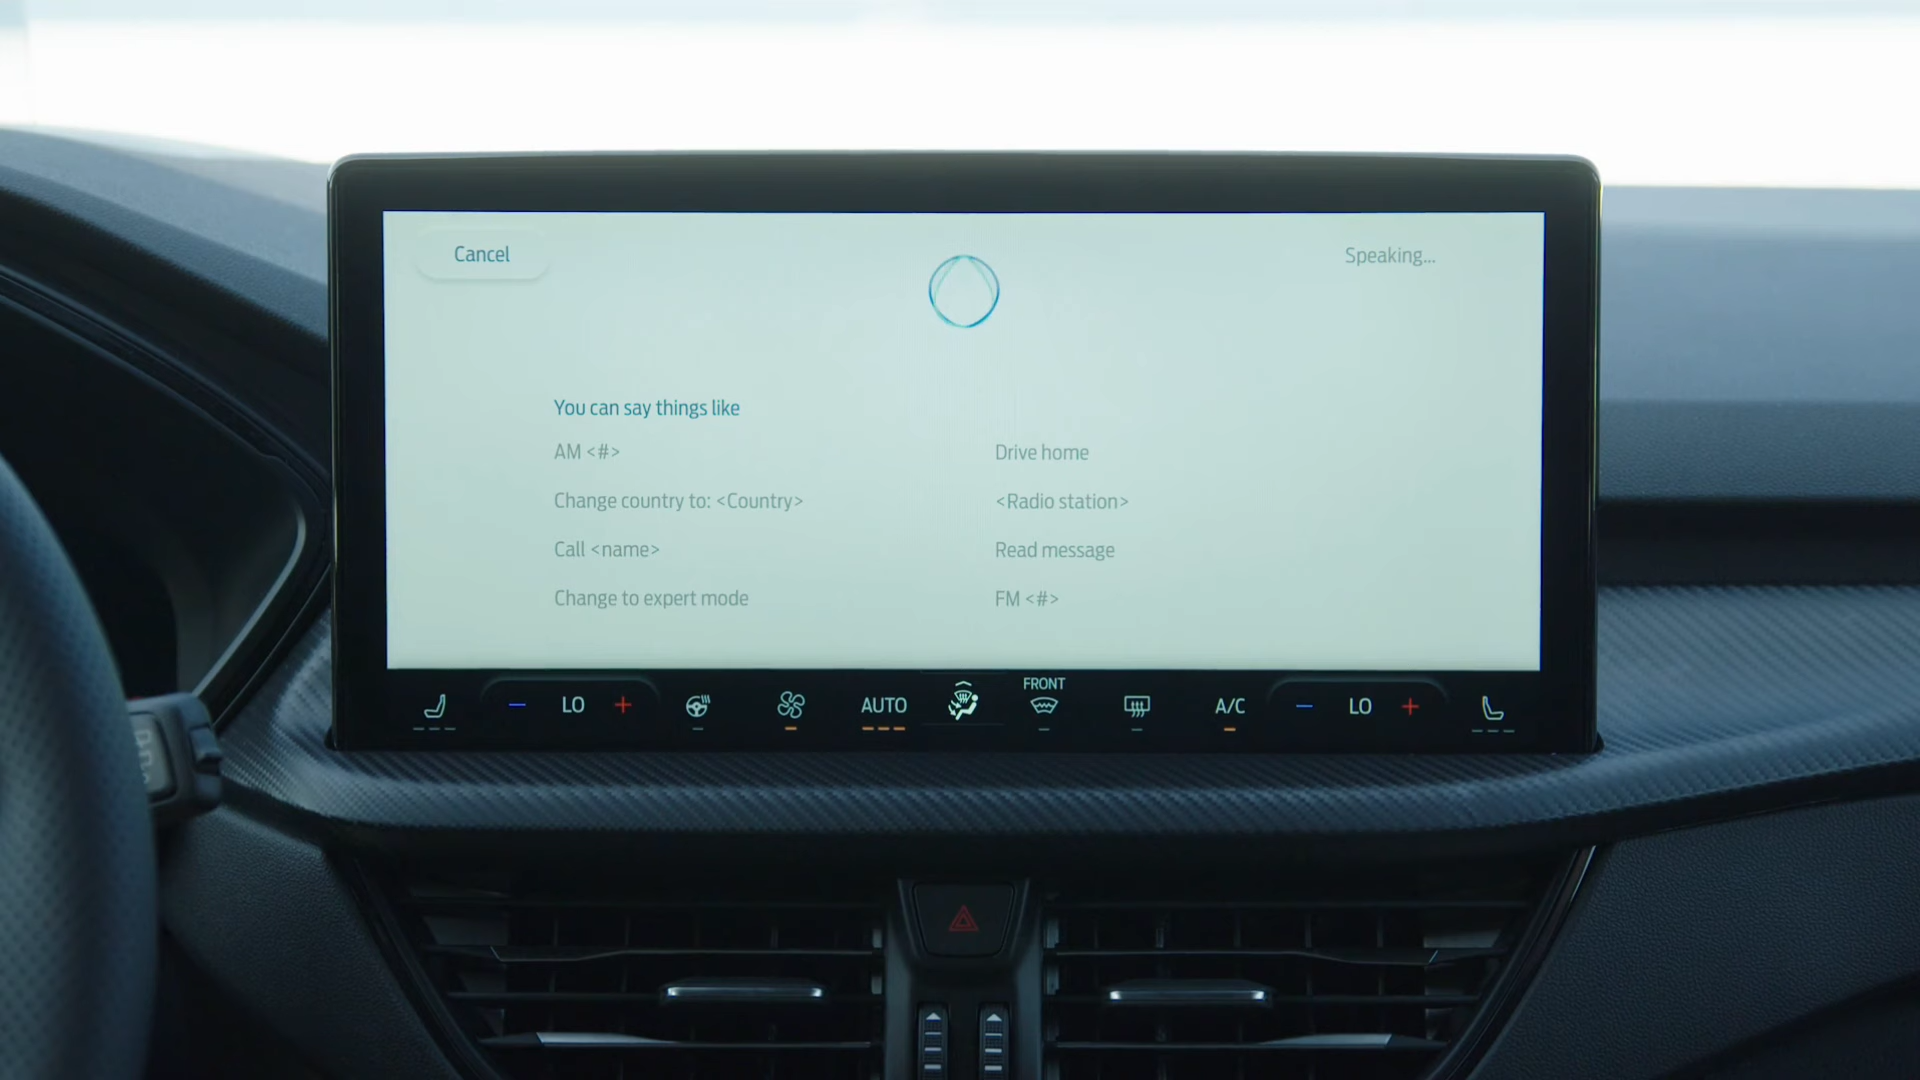 Cancel
Speaking...
You can say things like
AM <#>
Drive home
Change country to: <Country>
<Radio station>
Call <name>
Read message
Change to expert mode
FM <#>
FRONT
LO
AUTO
A/C
LO